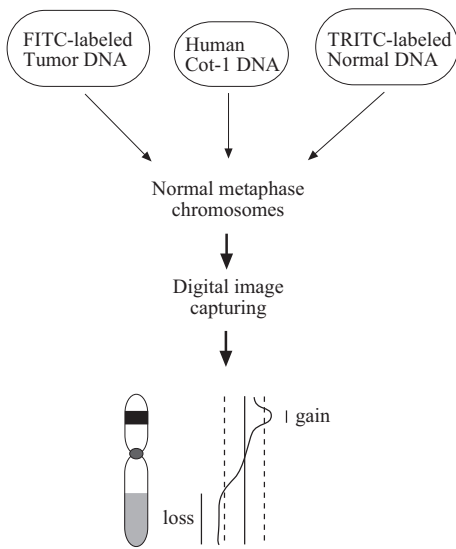 FITC-labeled
Tumor DNA
Human
Cot-1 DNA
TRITC-labeled
Normal DNA
Normal metaphase
chromosomes
Digital image
capturing
gain
loss